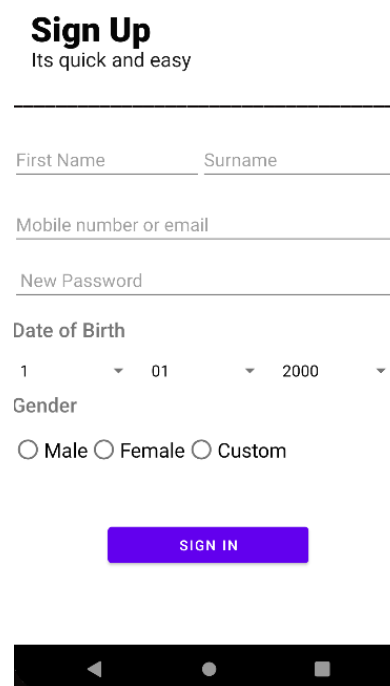 Sign Up
Its quick and easy
First Name Surname
Mobile number or email
New Password
Date of Birth
1 01 2000
Gender
Male Female Custom
SIGN IN